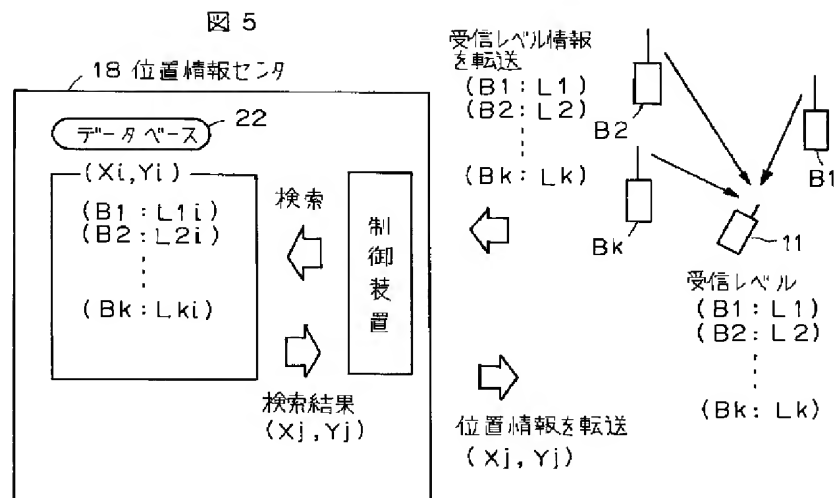 図 5
18 位置情報センタ
データベース
22
(Xi,Yi)
(B1:L1i)
(B2:L2i)
(Bk:Lki)
検索
制御装置
検索結果
(Xj,Yj)
受信レベル情報
を転送
(B1:L1)
(B2:L2)
(Bk:Lk)
B2
B1
Bk
11
受信レベル
(B1:L1)
(B2:L2)
(Bk:Lk)
位置情報を転送
(Xj,Yj)